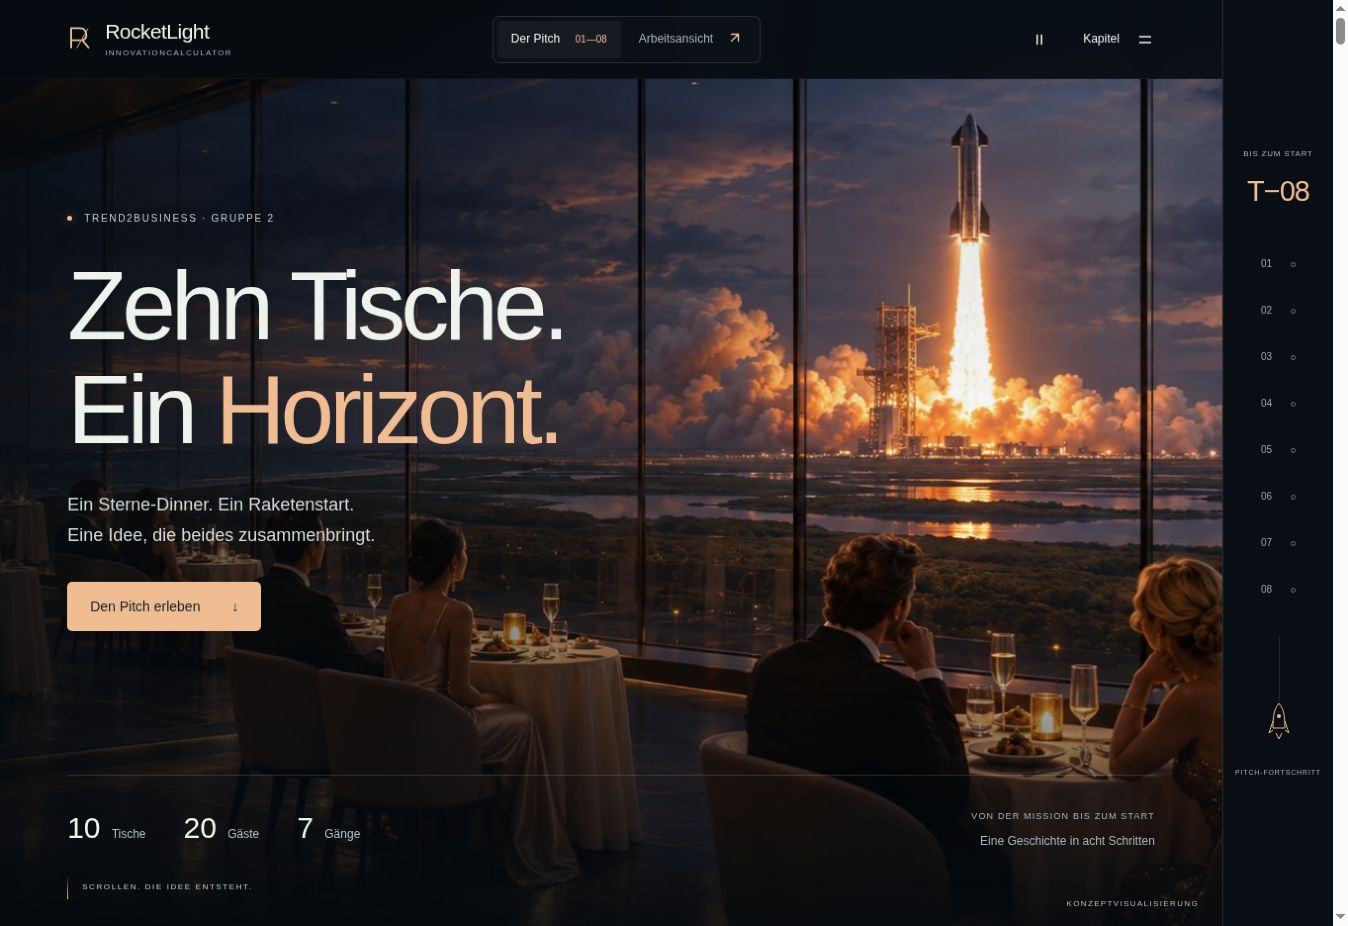 RocketLight
INNOVATIONCALCULATOR
Der Pitch 01—08
Arbeitsansicht
Kapitel
BIS ZUM START
T−08
01
02
03
04
05
06
07
08
PITCH-FORTSCHRITT
TREND2BUSINESS · GRUPPE 2
Zehn Tische.
Ein Horizont.
Ein Sterne-Dinner. Ein Raketenstart.
Eine Idee, die beides zusammenbringt.
Den Pitch erleben ↓
10 Tische 20 Gäste 7 Gänge
VON DER MISSION BIS ZUM START
Eine Geschichte in acht Schritten
SCROLLEN. DIE IDEE ENTSTEHT.
KONZEPTVISUALISIERUNG